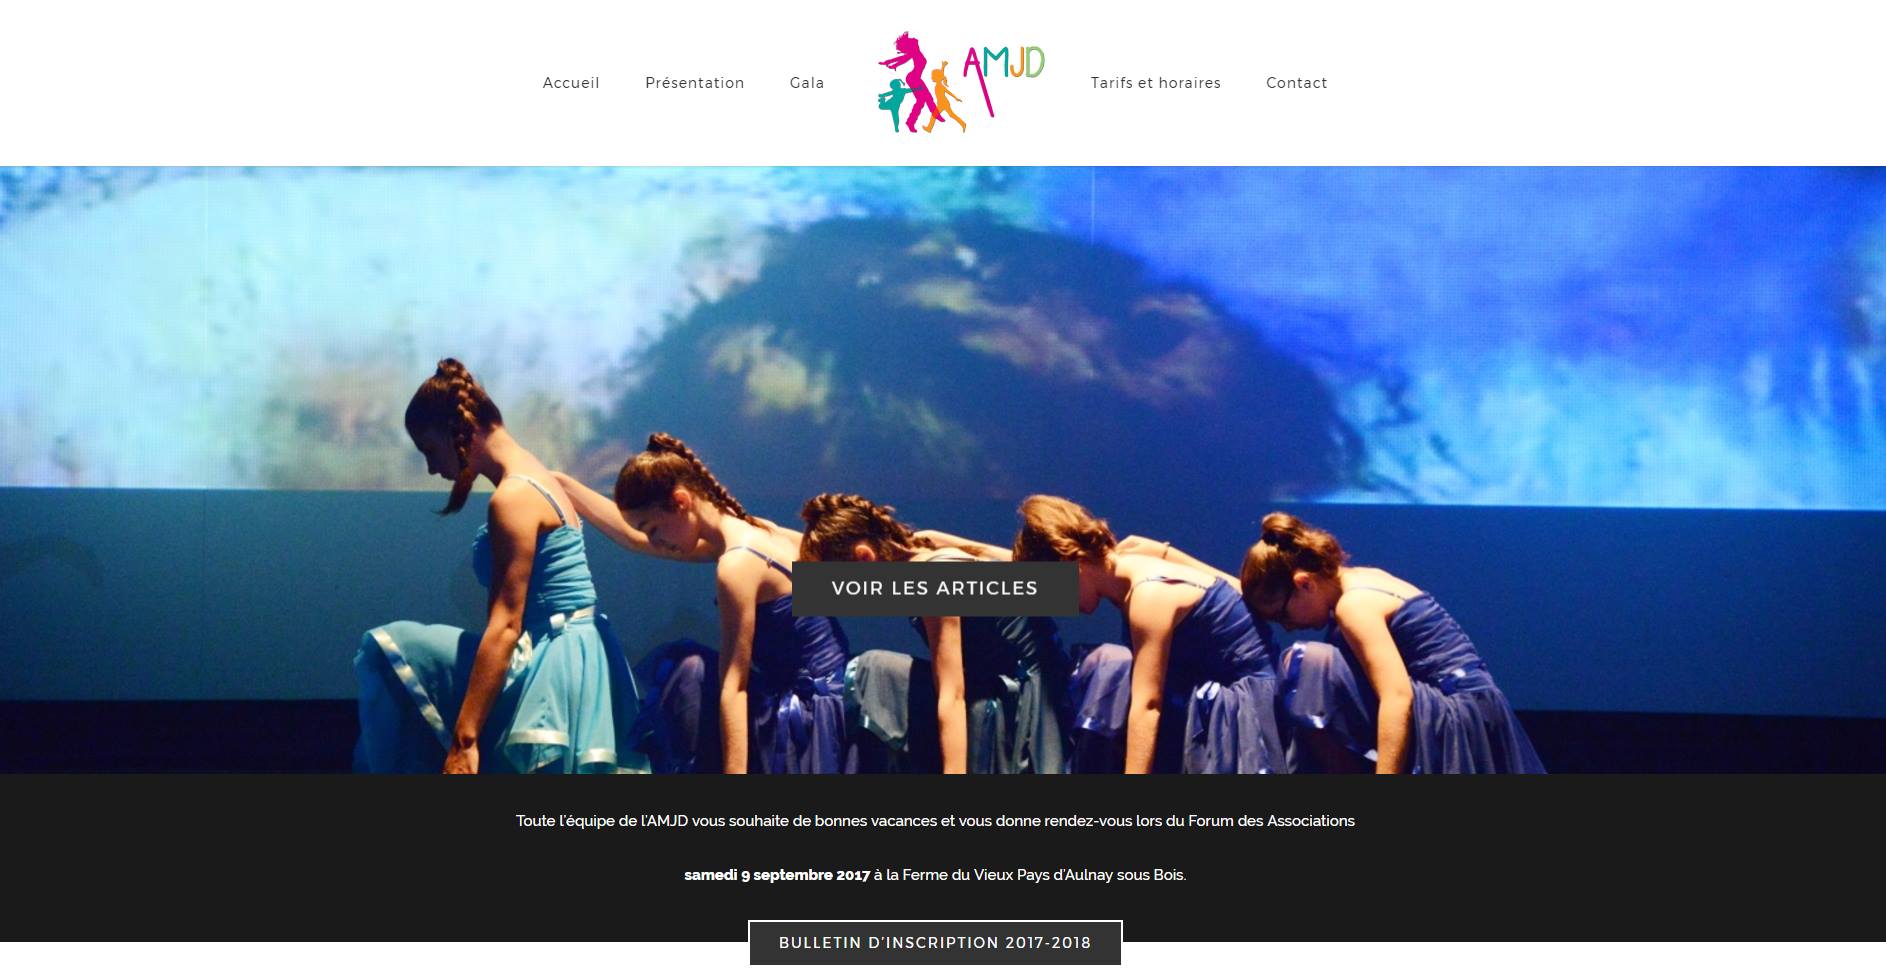 Accueil Présentation Gala AMJD Tarifs et horaires Contact
VOIR LES ARTICLES
Toute l'équipe de l'AMJD vous souhaite de bonnes vacances et vous donne rendez-vous lors du Forum des Associations
samedi 9 septembre 2017 à la Ferme du Vieux Pays d'Aulnay sous Bois.
BULLETIN D'INSCRIPTION 2017-2018